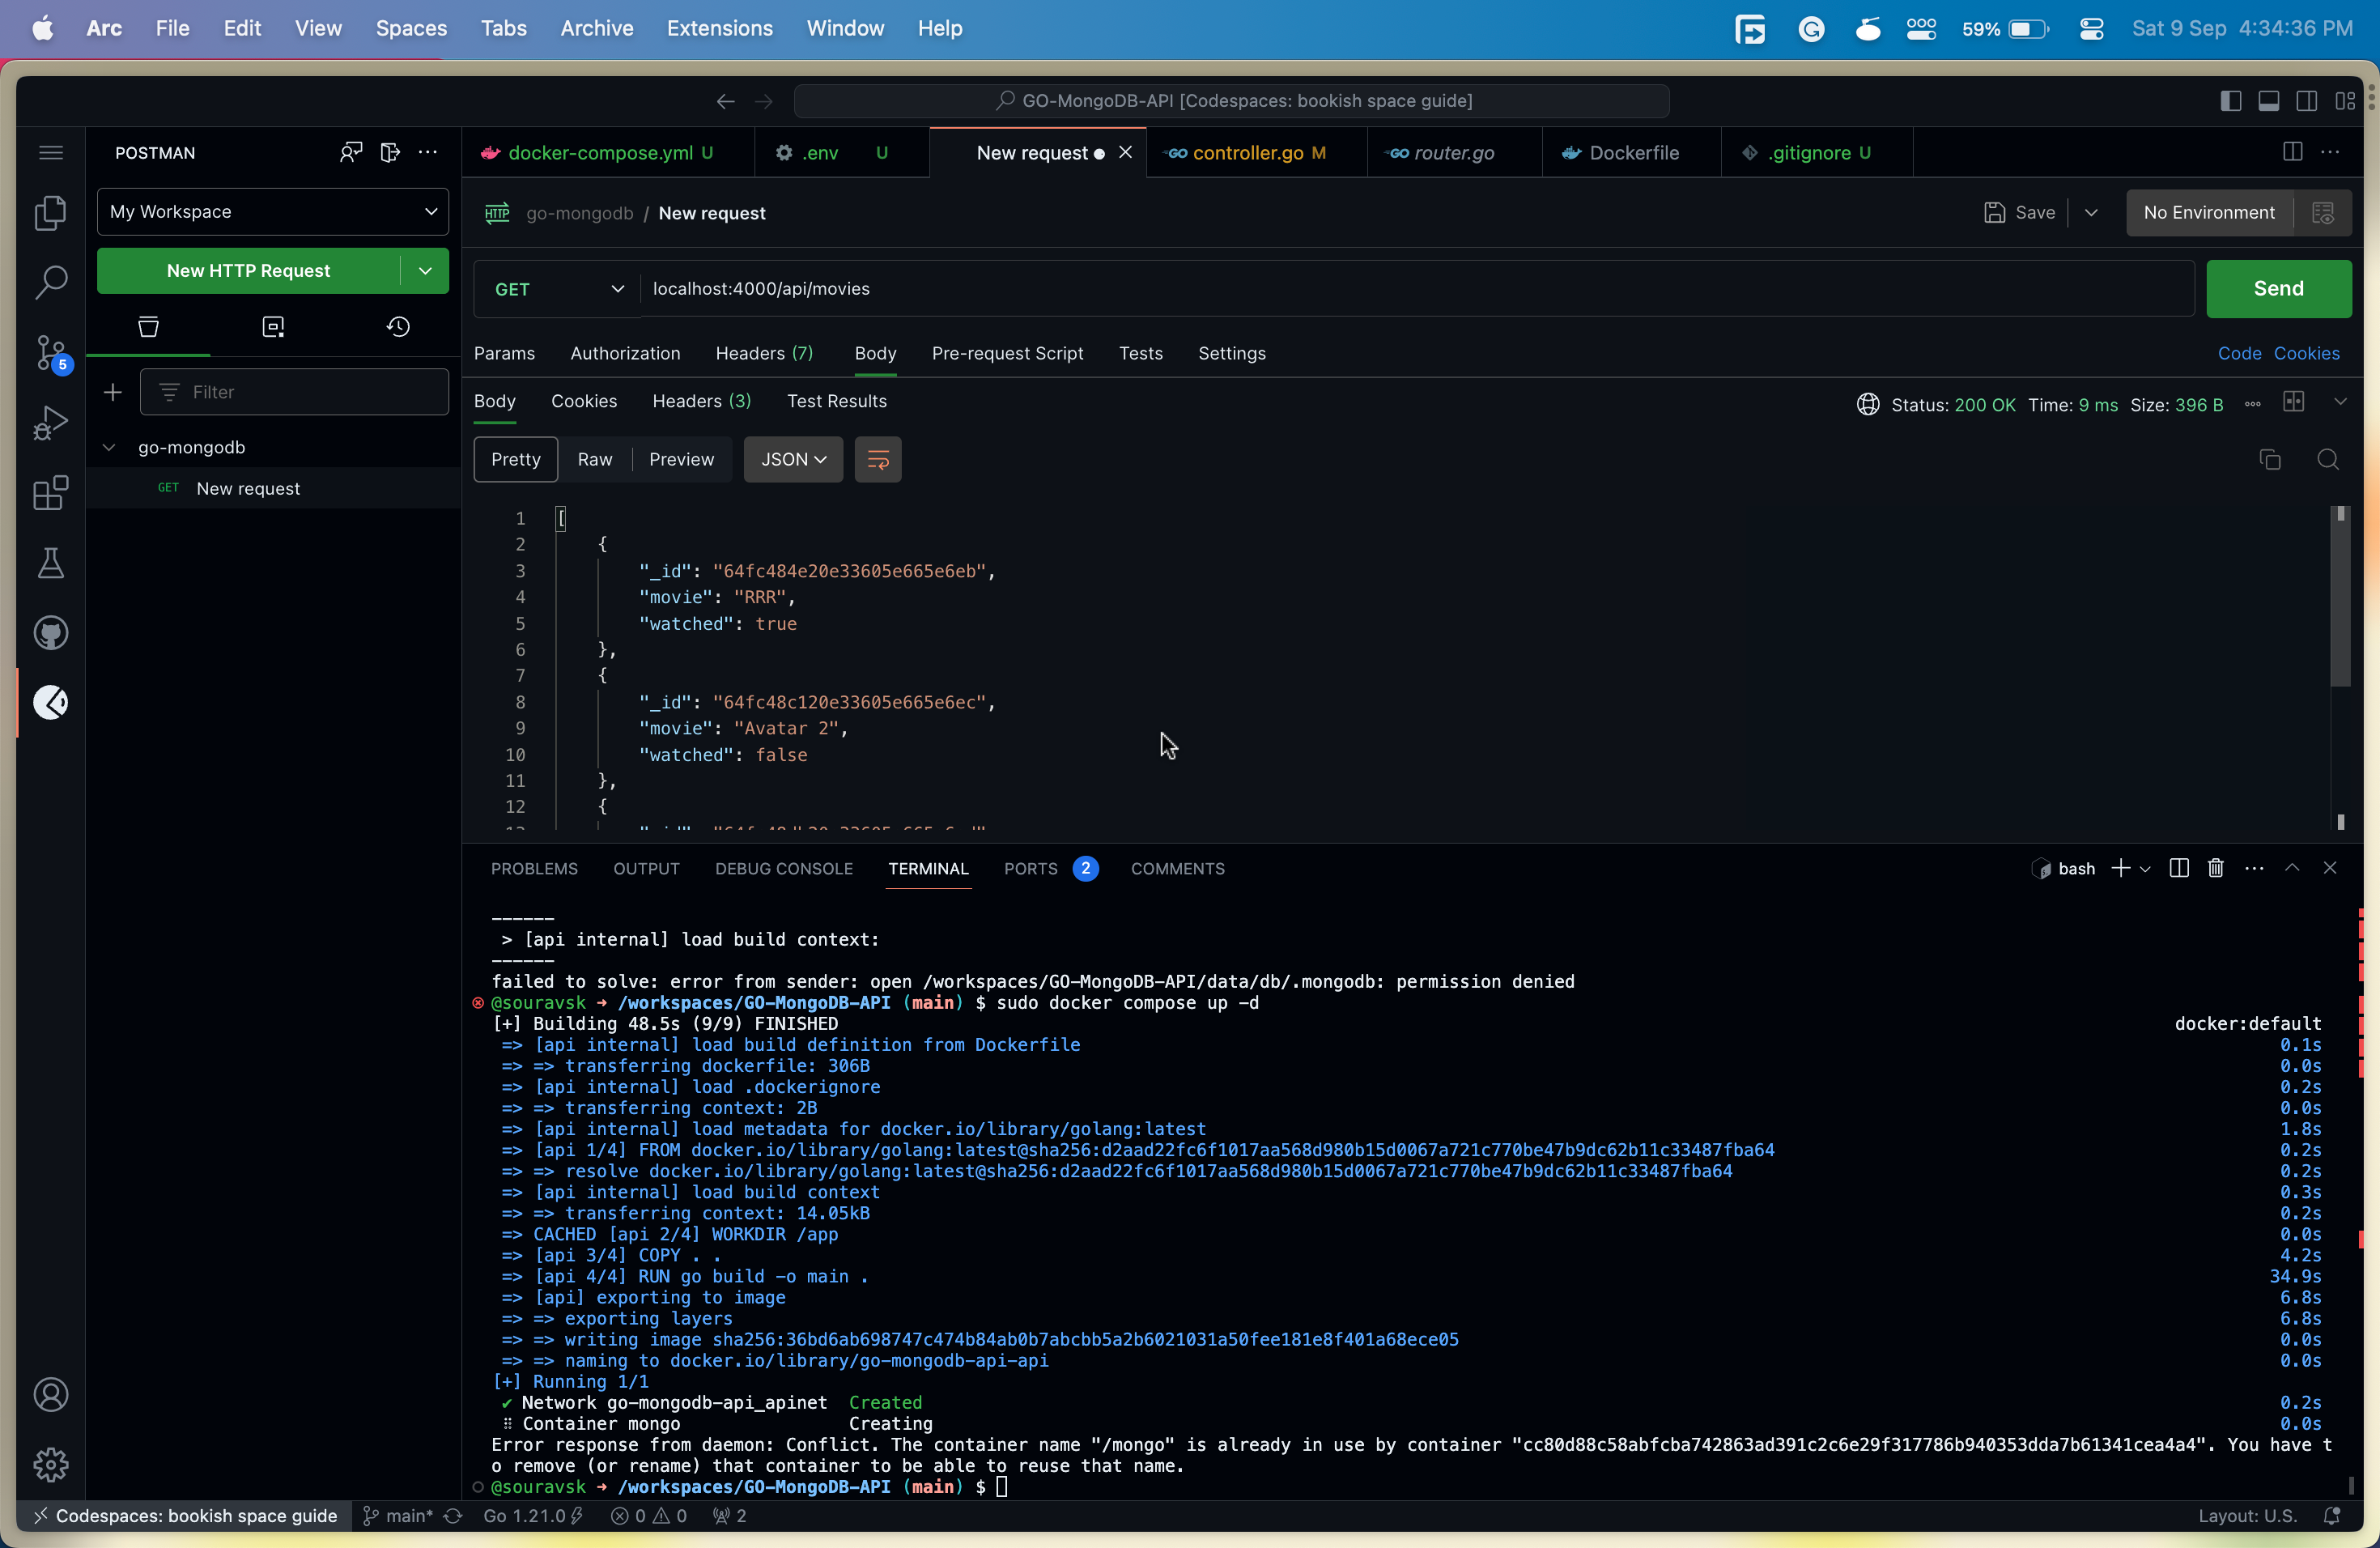 Arc File Edit View Spaces Tabs Archive Extensions Window Help 59% Sat 9 Sep 4:34:36 PM
GO-MongoDB-API [Codespaces: bookish space guide]
POSTMAN
docker-compose.yml U .env U New request controller.go M router.go Dockerfile .gitignore U
My Workspace
HTTP go-mongodb / New request Save No Environment
New HTTP Request
GET localhost:4000/api/movies Send
Params Authorization Headers (7) Body Pre-request Script Tests Settings Code Cookies
5
Filter
Body Cookies Headers (3) Test Results Status: 200 OK Time: 9 ms Size: 396 B
go-mongodb
Pretty Raw Preview JSON
GET New request
1 [
2 {
3 "_id": "64fc484e20e33605e665e6eb",
4 "movie": "RRR",
5 "watched": true
6 },
7 {
8 "_id": "64fc48c120e33605e665e6ec",
9 "movie": "Avatar 2",
10 "watched": false
11 },
12 {
PROBLEMS OUTPUT DEBUG CONSOLE TERMINAL PORTS 2 COMMENTS bash
------
> [api internal] load build context:
------
failed to solve: error from sender: open /workspaces/GO-MongoDB-API/data/db/.mongodb: permission denied
@souravsk → /workspaces/GO-MongoDB-API (main) $ sudo docker compose up -d
[+] Building 48.5s (9/9) FINISHED docker:default
=> [api internal] load build definition from Dockerfile 0.1s
=> => transferring dockerfile: 306B 0.0s
=> [api internal] load .dockerignore 0.2s
=> => transferring context: 2B 0.0s
=> [api internal] load metadata for docker.io/library/golang:latest 1.8s
=> [api 1/4] FROM docker.io/library/golang:latest@sha256:d2aad22fc6f1017aa568d980b15d0067a721c770be47b9dc62b11c33487fba64 0.2s
=> => resolve docker.io/library/golang:latest@sha256:d2aad22fc6f1017aa568d980b15d0067a721c770be47b9dc62b11c33487fba64 0.2s
=> [api internal] load build context 0.3s
=> => transferring context: 14.05kB 0.2s
=> CACHED [api 2/4] WORKDIR /app 0.0s
=> [api 3/4] COPY . . 4.2s
=> [api 4/4] RUN go build -o main . 34.9s
=> [api] exporting to image 6.8s
=> => exporting layers 6.8s
=> => writing image sha256:36bd6ab698747c474b84ab0b7abcbb5a2b6021031a50fee181e8f401a68ece05 0.0s
=> => naming to docker.io/library/go-mongodb-api-api 0.0s
[+] Running 1/1
✔ Network go-mongodb-api_apinet Created 0.2s
⠿ Container mongo Creating 0.0s
Error response from daemon: Conflict. The container name "/mongo" is already in use by container "cc80d88c58abfcba742863ad391c2c6e29f317786b940353dda7b61341cea4a4". You have t
o remove (or rename) that container to be able to reuse that name.
@souravsk → /workspaces/GO-MongoDB-API (main) $
Codespaces: bookish space guide main* Go 1.21.0 0 0 2 Layout: U.S.